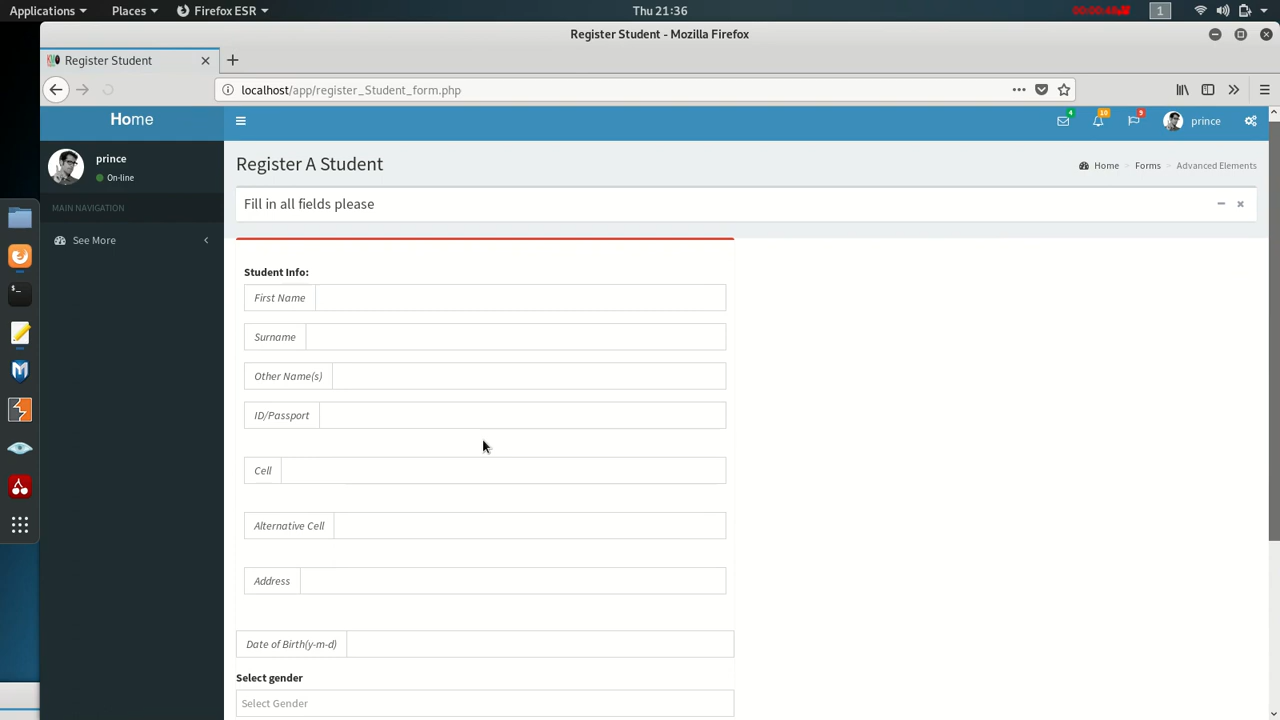 Applications Places Firefox ESR Thu 21:36 1
Register Student - Mozilla Firefox
Register Student
localhost/app/register_Student_form.php
Home 4 10 9 prince
prince
On-line
Register A Student
Home Forms Advanced Elements
MAIN NAVIGATION
Fill in all fields please
See More
Student Info:
First Name
Surname
Other Name(s)
ID/Passport
Cell
Alternative Cell
Address
Date of Birth(y-m-d)
Select gender
Select Gender